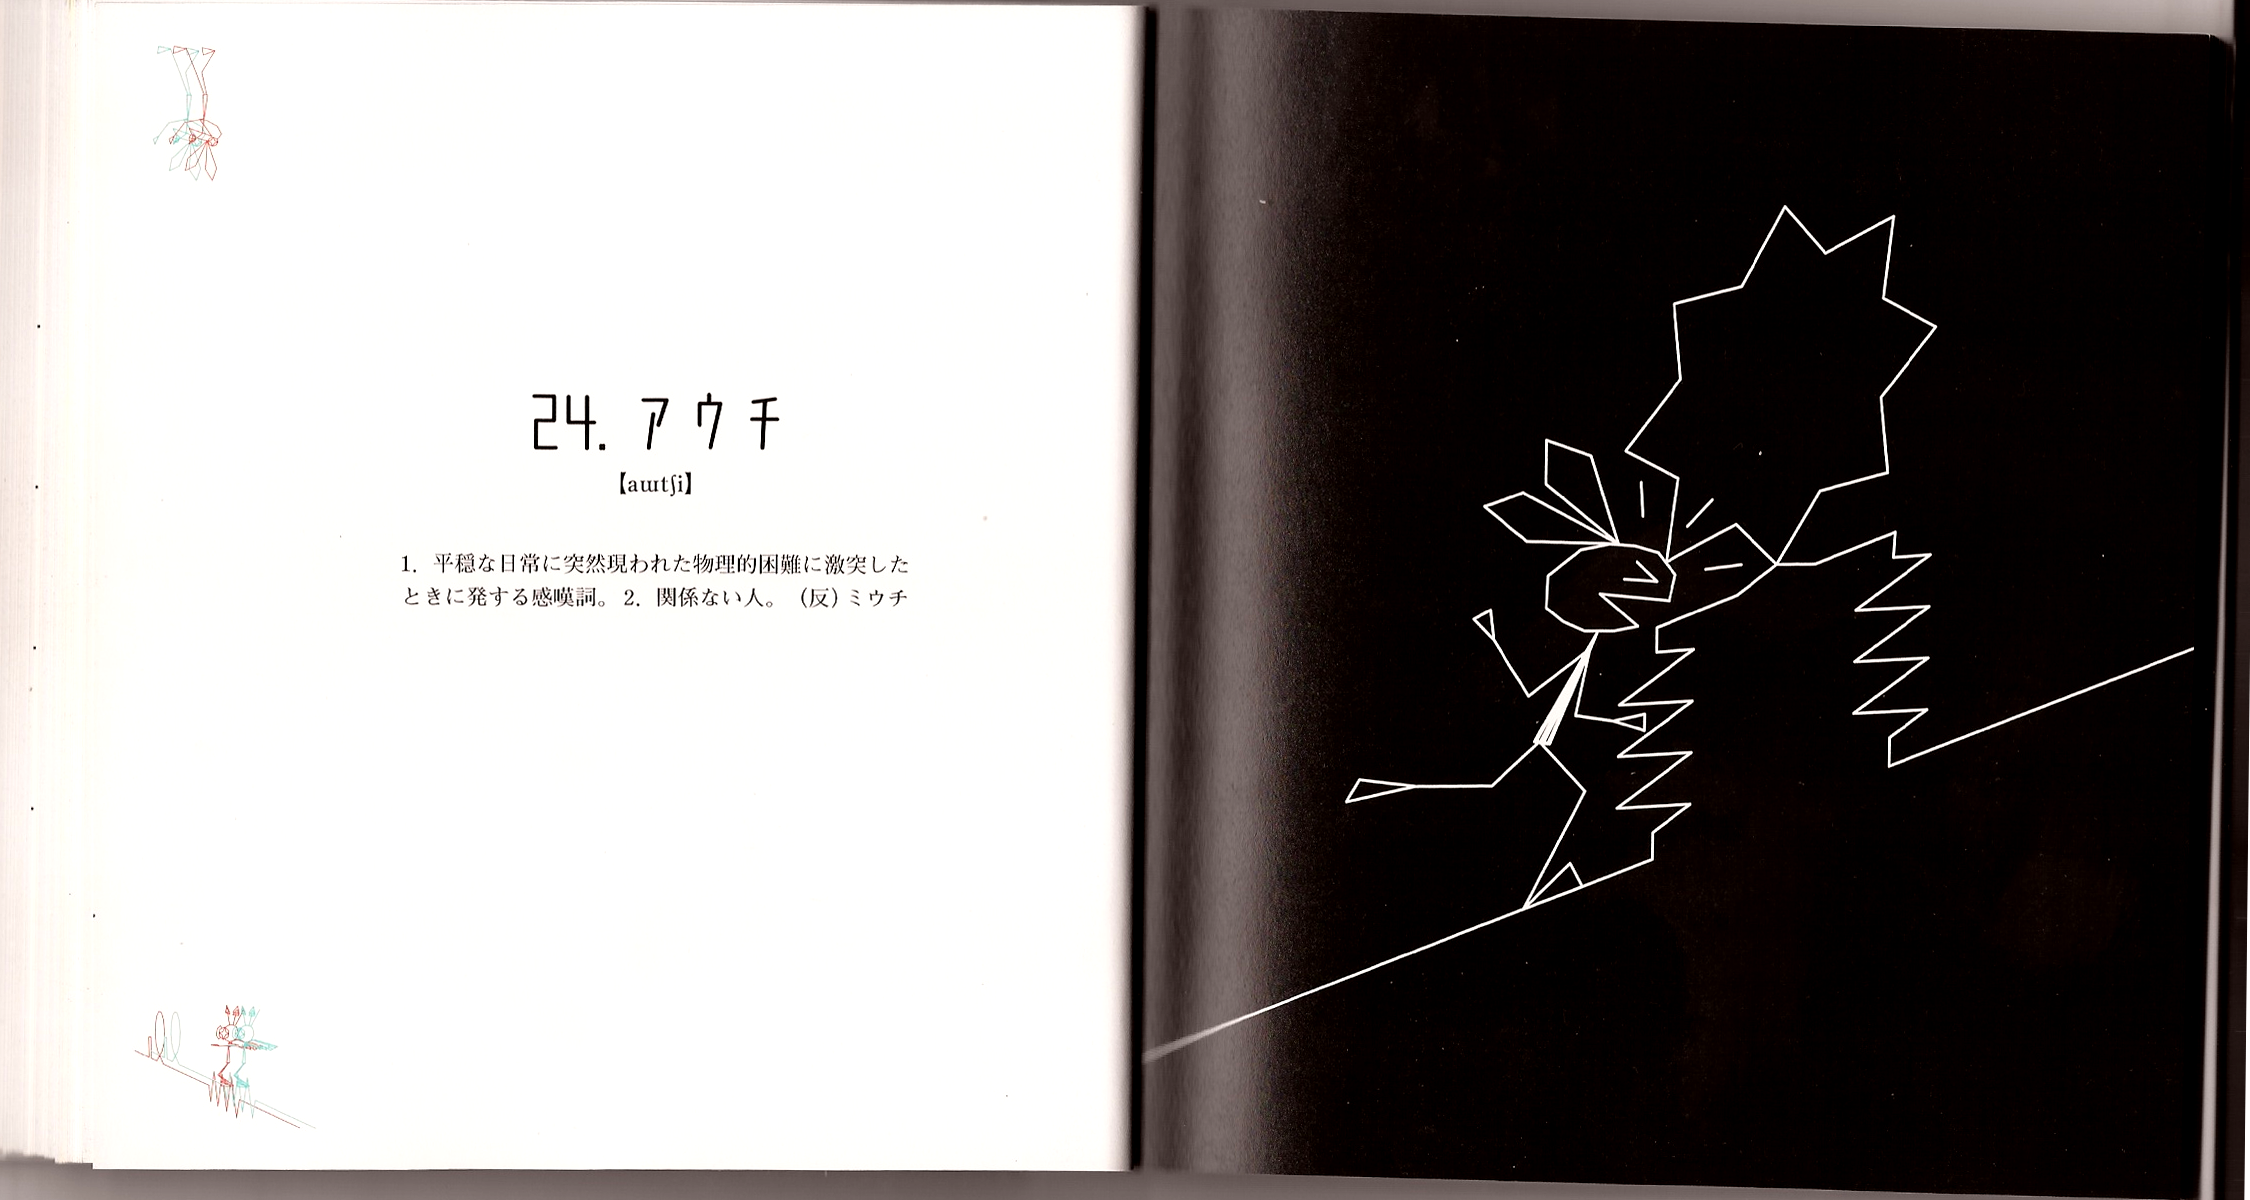 24. アウチ
【aɯtʃi】
1. 平穏な日常に突然現われた物理的困難に激突した
ときに発する感嘆詞。2. 関係ない人。（反）ミウチ